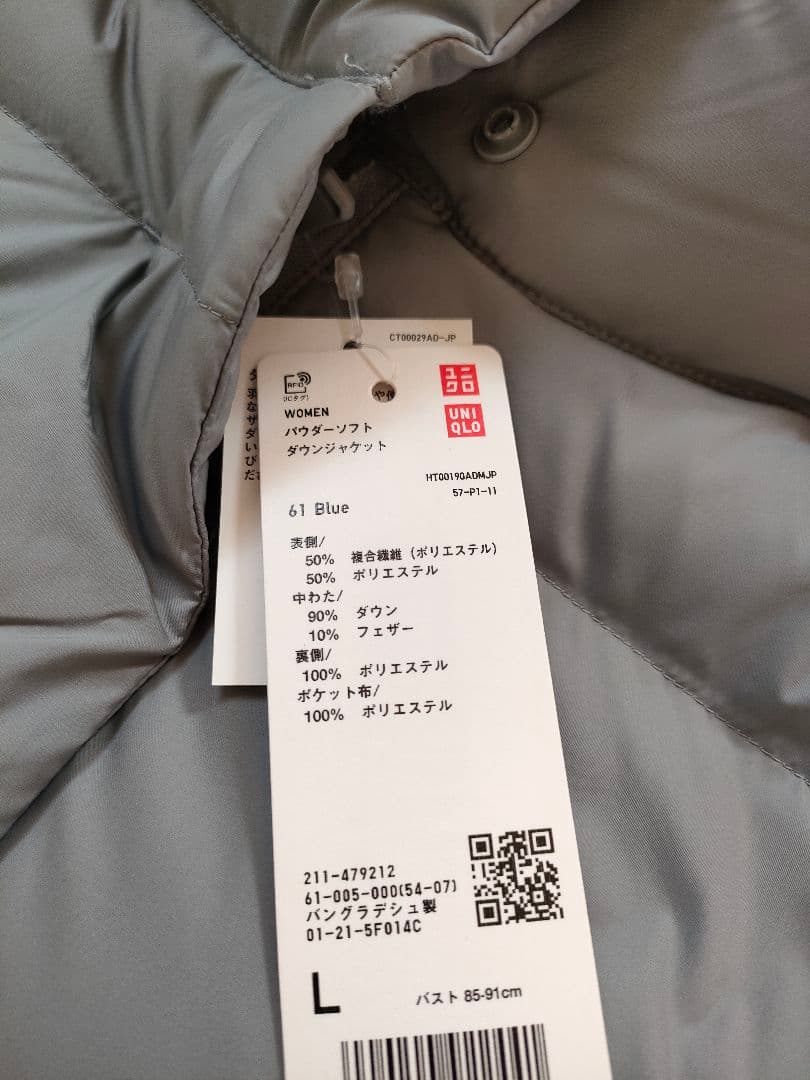 CT00029AD-JP
RFID
(ICタグ)
ユニ
クロ
UNI
QLO
WOMEN
パウダーソフト
ダウンジャケット
HT00190ADMJP
57-P1-11
61 Blue
表側/
50% 複合繊維 (ポリエステル)
50% ポリエステル
中わた/
90% ダウン
10% フェザー
裏側/
100% ポリエステル
ポケット布/
100% ポリエステル
211-479212
61-005-000(54-07)
バングラデシュ製
01-21-5F014C
L
バスト 85-91cm